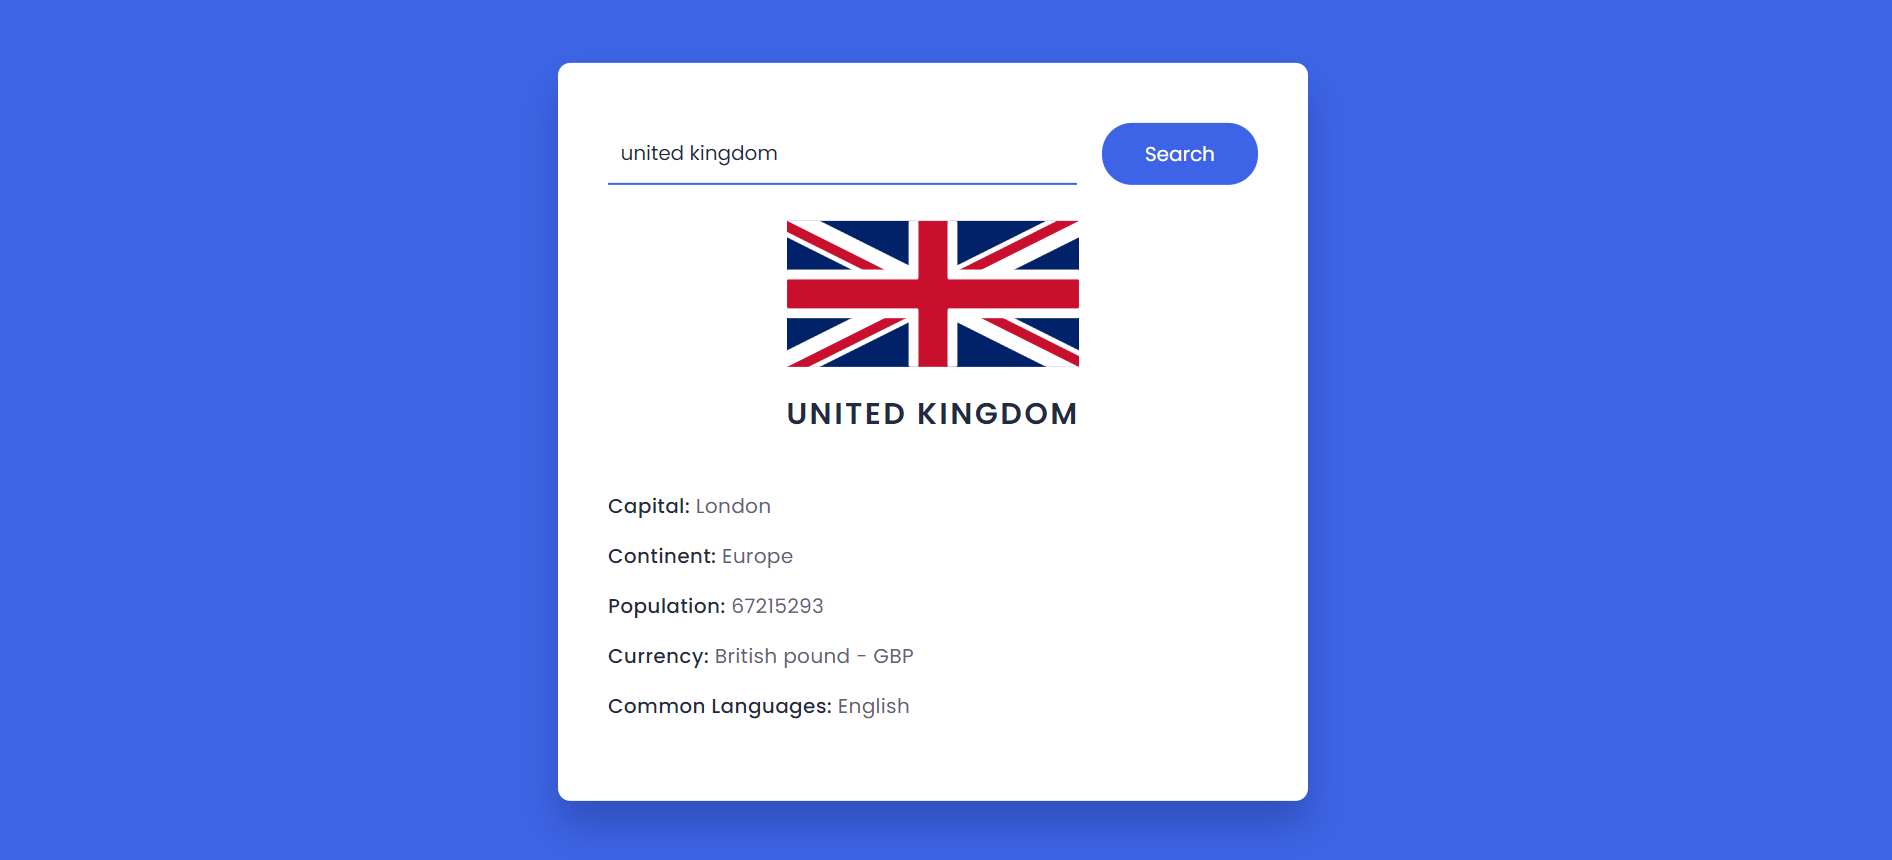 united kingdom
Search
UNITED KINGDOM
Capital: London
Continent: Europe
Population: 67215293
Currency: British pound - GBP
Common Languages: English